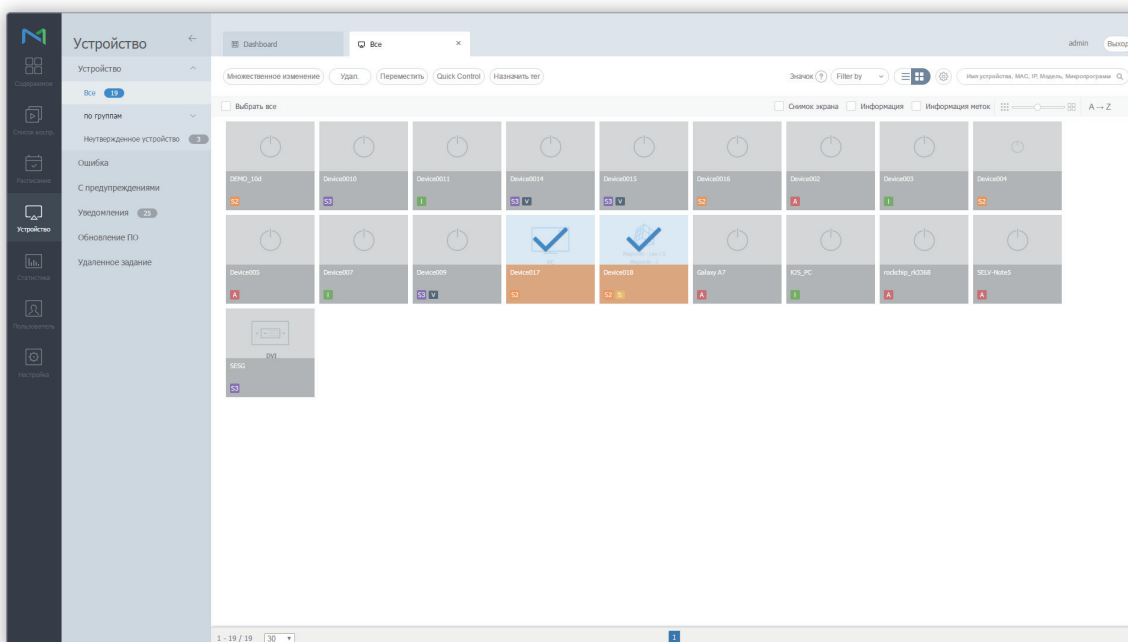 Устройство
Dashboard
Все
admin
Выход
Содержимое
Список воспр.
Расписание
Устройство
Статистика
Пользователь
Настройка
Устройство
Все 19
по группам
Неутвержденное устройство 3
Ошибка
С предупреждениями
Уведомления 25
Обновление ПО
Удаленное задание
Множественное изменение
Удал.
Переместить
Quick Control
Назначить тег
Значок ?
Filter by
Имя устройства, MAC, IP, Модель, Микропрограмм
Выбрать все
Снимок экрана
Информация
Информация меток
A → Z
DEMO_10d
S2
Device0010
S3
Device0011
I
Device0014
S3 V
Device0015
S3 V
Device0016
S2
Device002
A
Device003
I
Device004
S2
Device005
A
Device007
I
Device009
S3 V
Device017
S2
Device018
S2
Galaxy A7
A
KJS_PC
I
rockchip_rk3368
A
SELV-Note5
A
DVI
SESG
S3
1 - 19 / 19
30
1